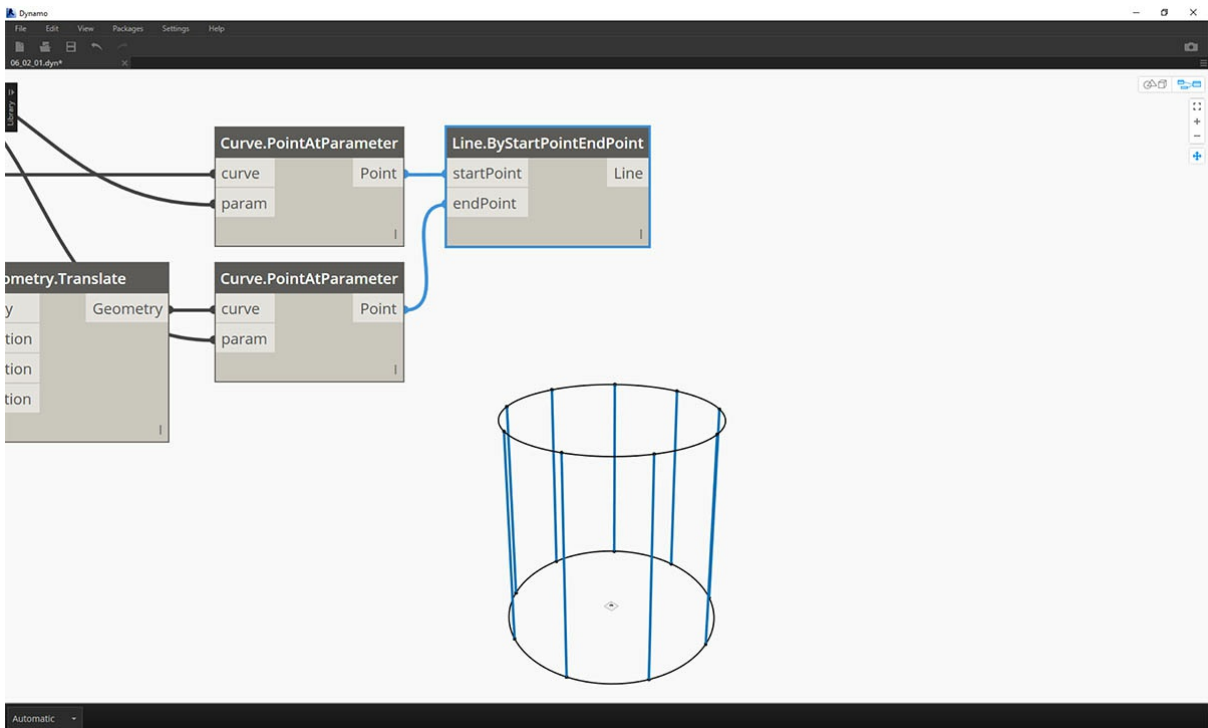 Dynamo
File Edit View Packages Settings Help
06_02_01.dyn*
Library
Curve.PointAtParameter
curve Point
param
Line.ByStartPointEndPoint
startPoint Line
endPoint
ometry.Translate
y Geometry
tion
tion
tion
Curve.PointAtParameter
curve Point
param
Automatic